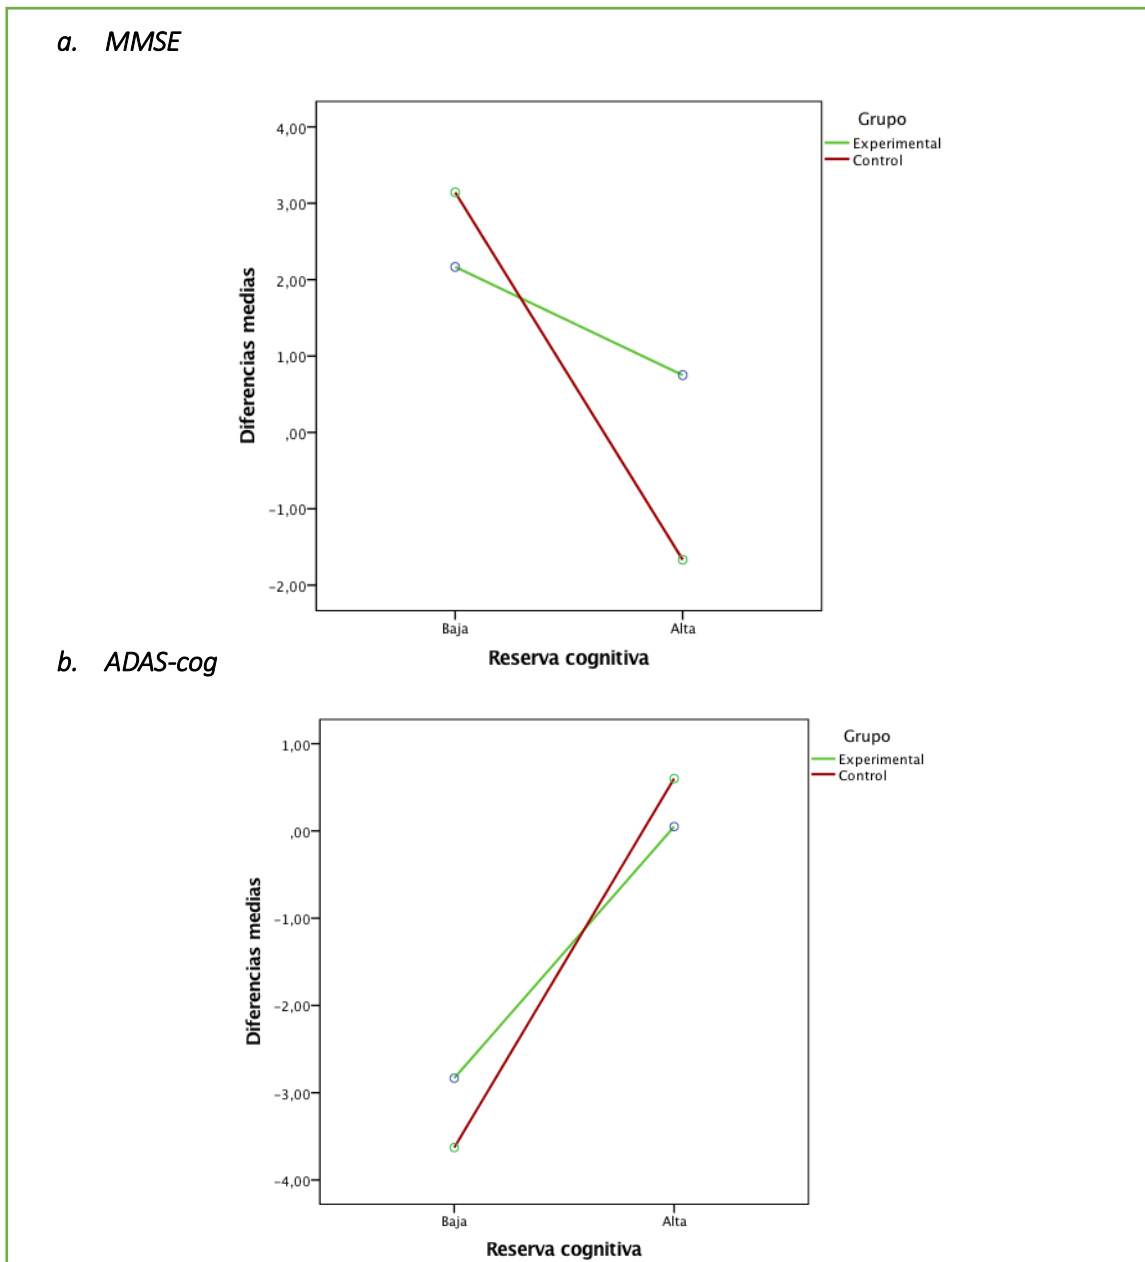 a. MMSE
Grupo
Experimental
Control
4,00
3,00
2,00
1,00
,00
-1,00
-2,00
Diferencias medias
Baja
Alta
Reserva cognitiva
b. ADAS-cog
Grupo
Experimental
Control
1,00
,00
-1,00
-2,00
-3,00
-4,00
Diferencias medias
Baja
Alta
Reserva cognitiva